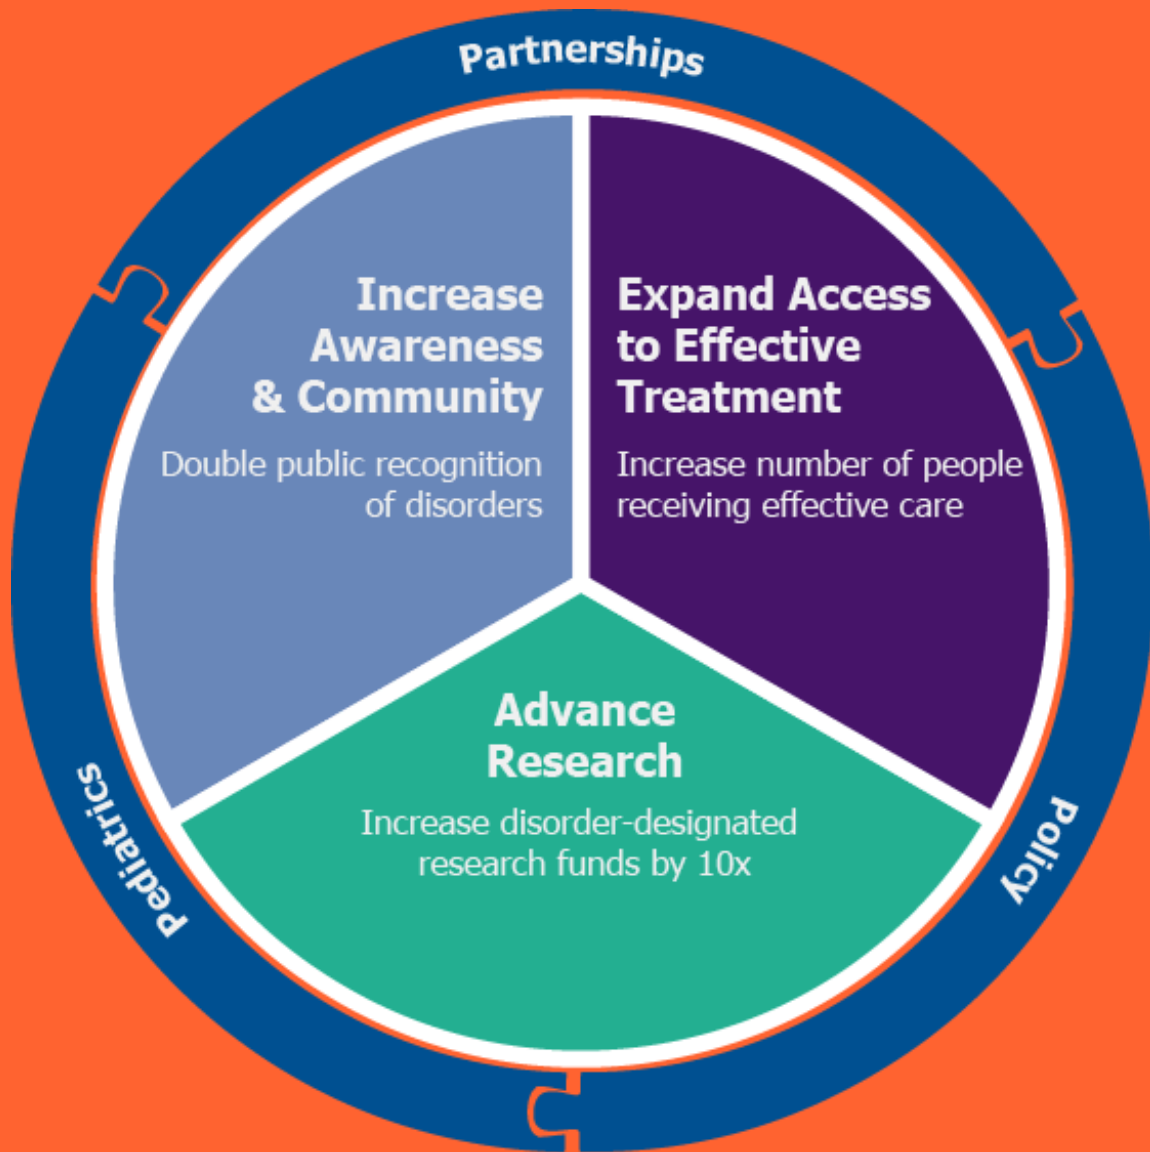 Partnerships
Increase
Awareness
& Community
Double public recognition
of disorders
Expand Access
to Effective
Treatment
Increase number of people
receiving effective care
Advance
Research
Increase disorder-designated
research funds by 10x
Pediatrics
Policy